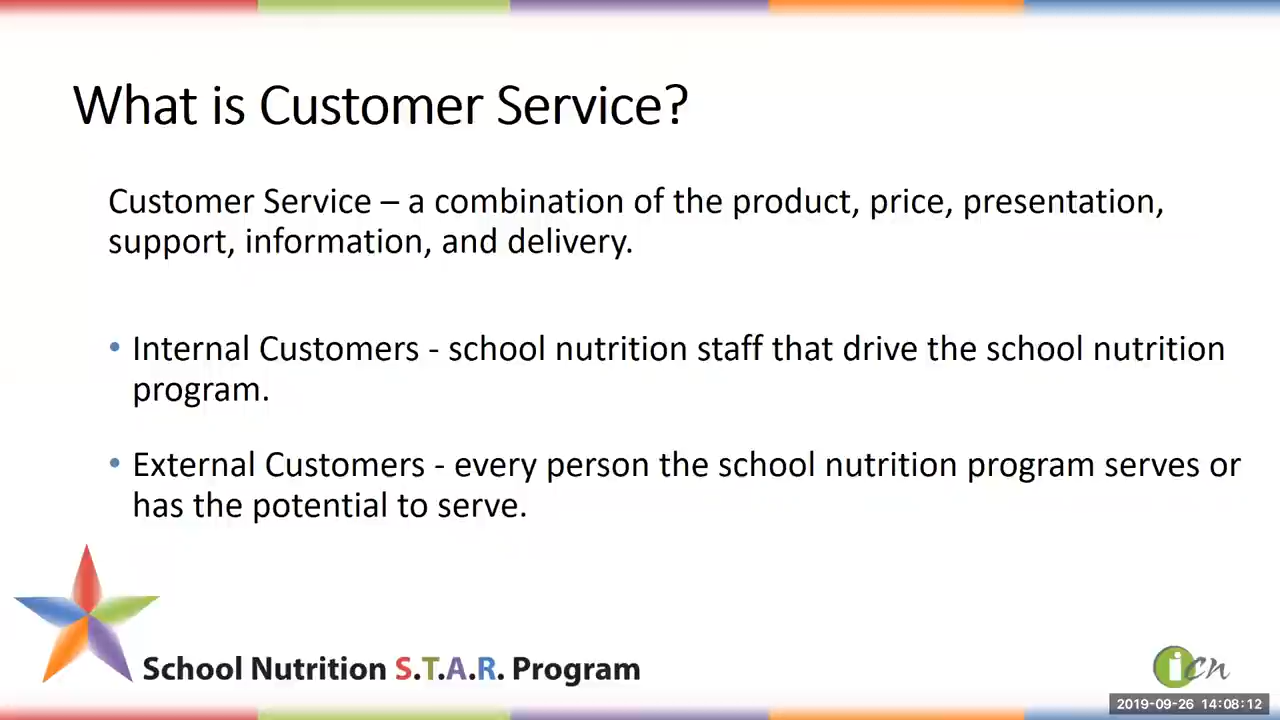 What is Customer Service?
Customer Service – a combination of the product, price, presentation,
support, information, and delivery.
• Internal Customers - school nutrition staff that drive the school nutrition
program.
• External Customers - every person the school nutrition program serves or
has the potential to serve.
School Nutrition S.T.A.R. Program
icn
2019-09-26 14:08:12